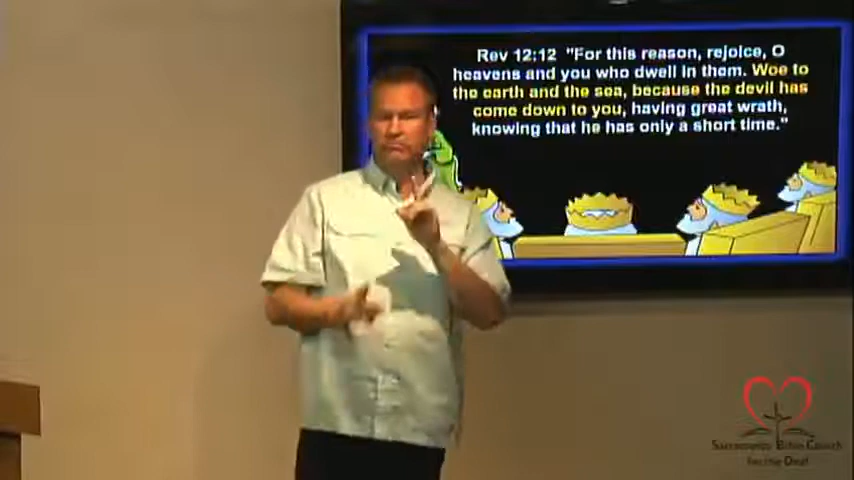 Rev 12:12 "For this reason, rejoice, O
heavens and you who dwell in them. Woe to
the earth and the sea, because the devil has
come down to you, having great wrath,
knowing that he has only a short time."
Sacramento Bible Church
for the Deaf